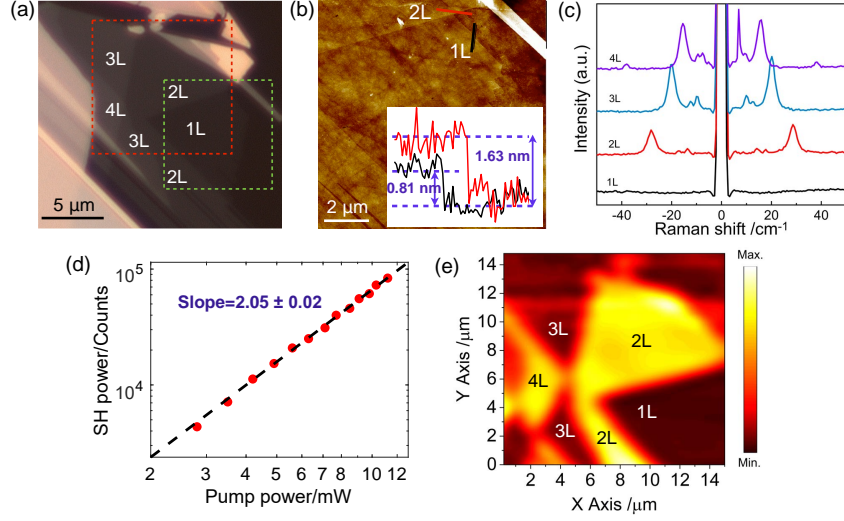 (a)
3L
2L
4L
1L
3L
2L
5 µm
(b)
2L
1L
1.63 nm
0.81 nm
2 µm
(c)
Intensity (a.u.)
4L
3L
2L
1L
-40 -20 0 20 40
Raman shift /cm-1
(d)
SH power/Counts
10^5
10^4
Slope=2.05 ± 0.02
2 3 4 5 6 7 8 10 12
Pump power/mW
(e)
Y Axis /µm
14
12
10
8
6
4
2
0
3L
2L
4L
1L
3L
2L
2 4 6 8 10 12 14
X Axis /µm
Max.
Min.